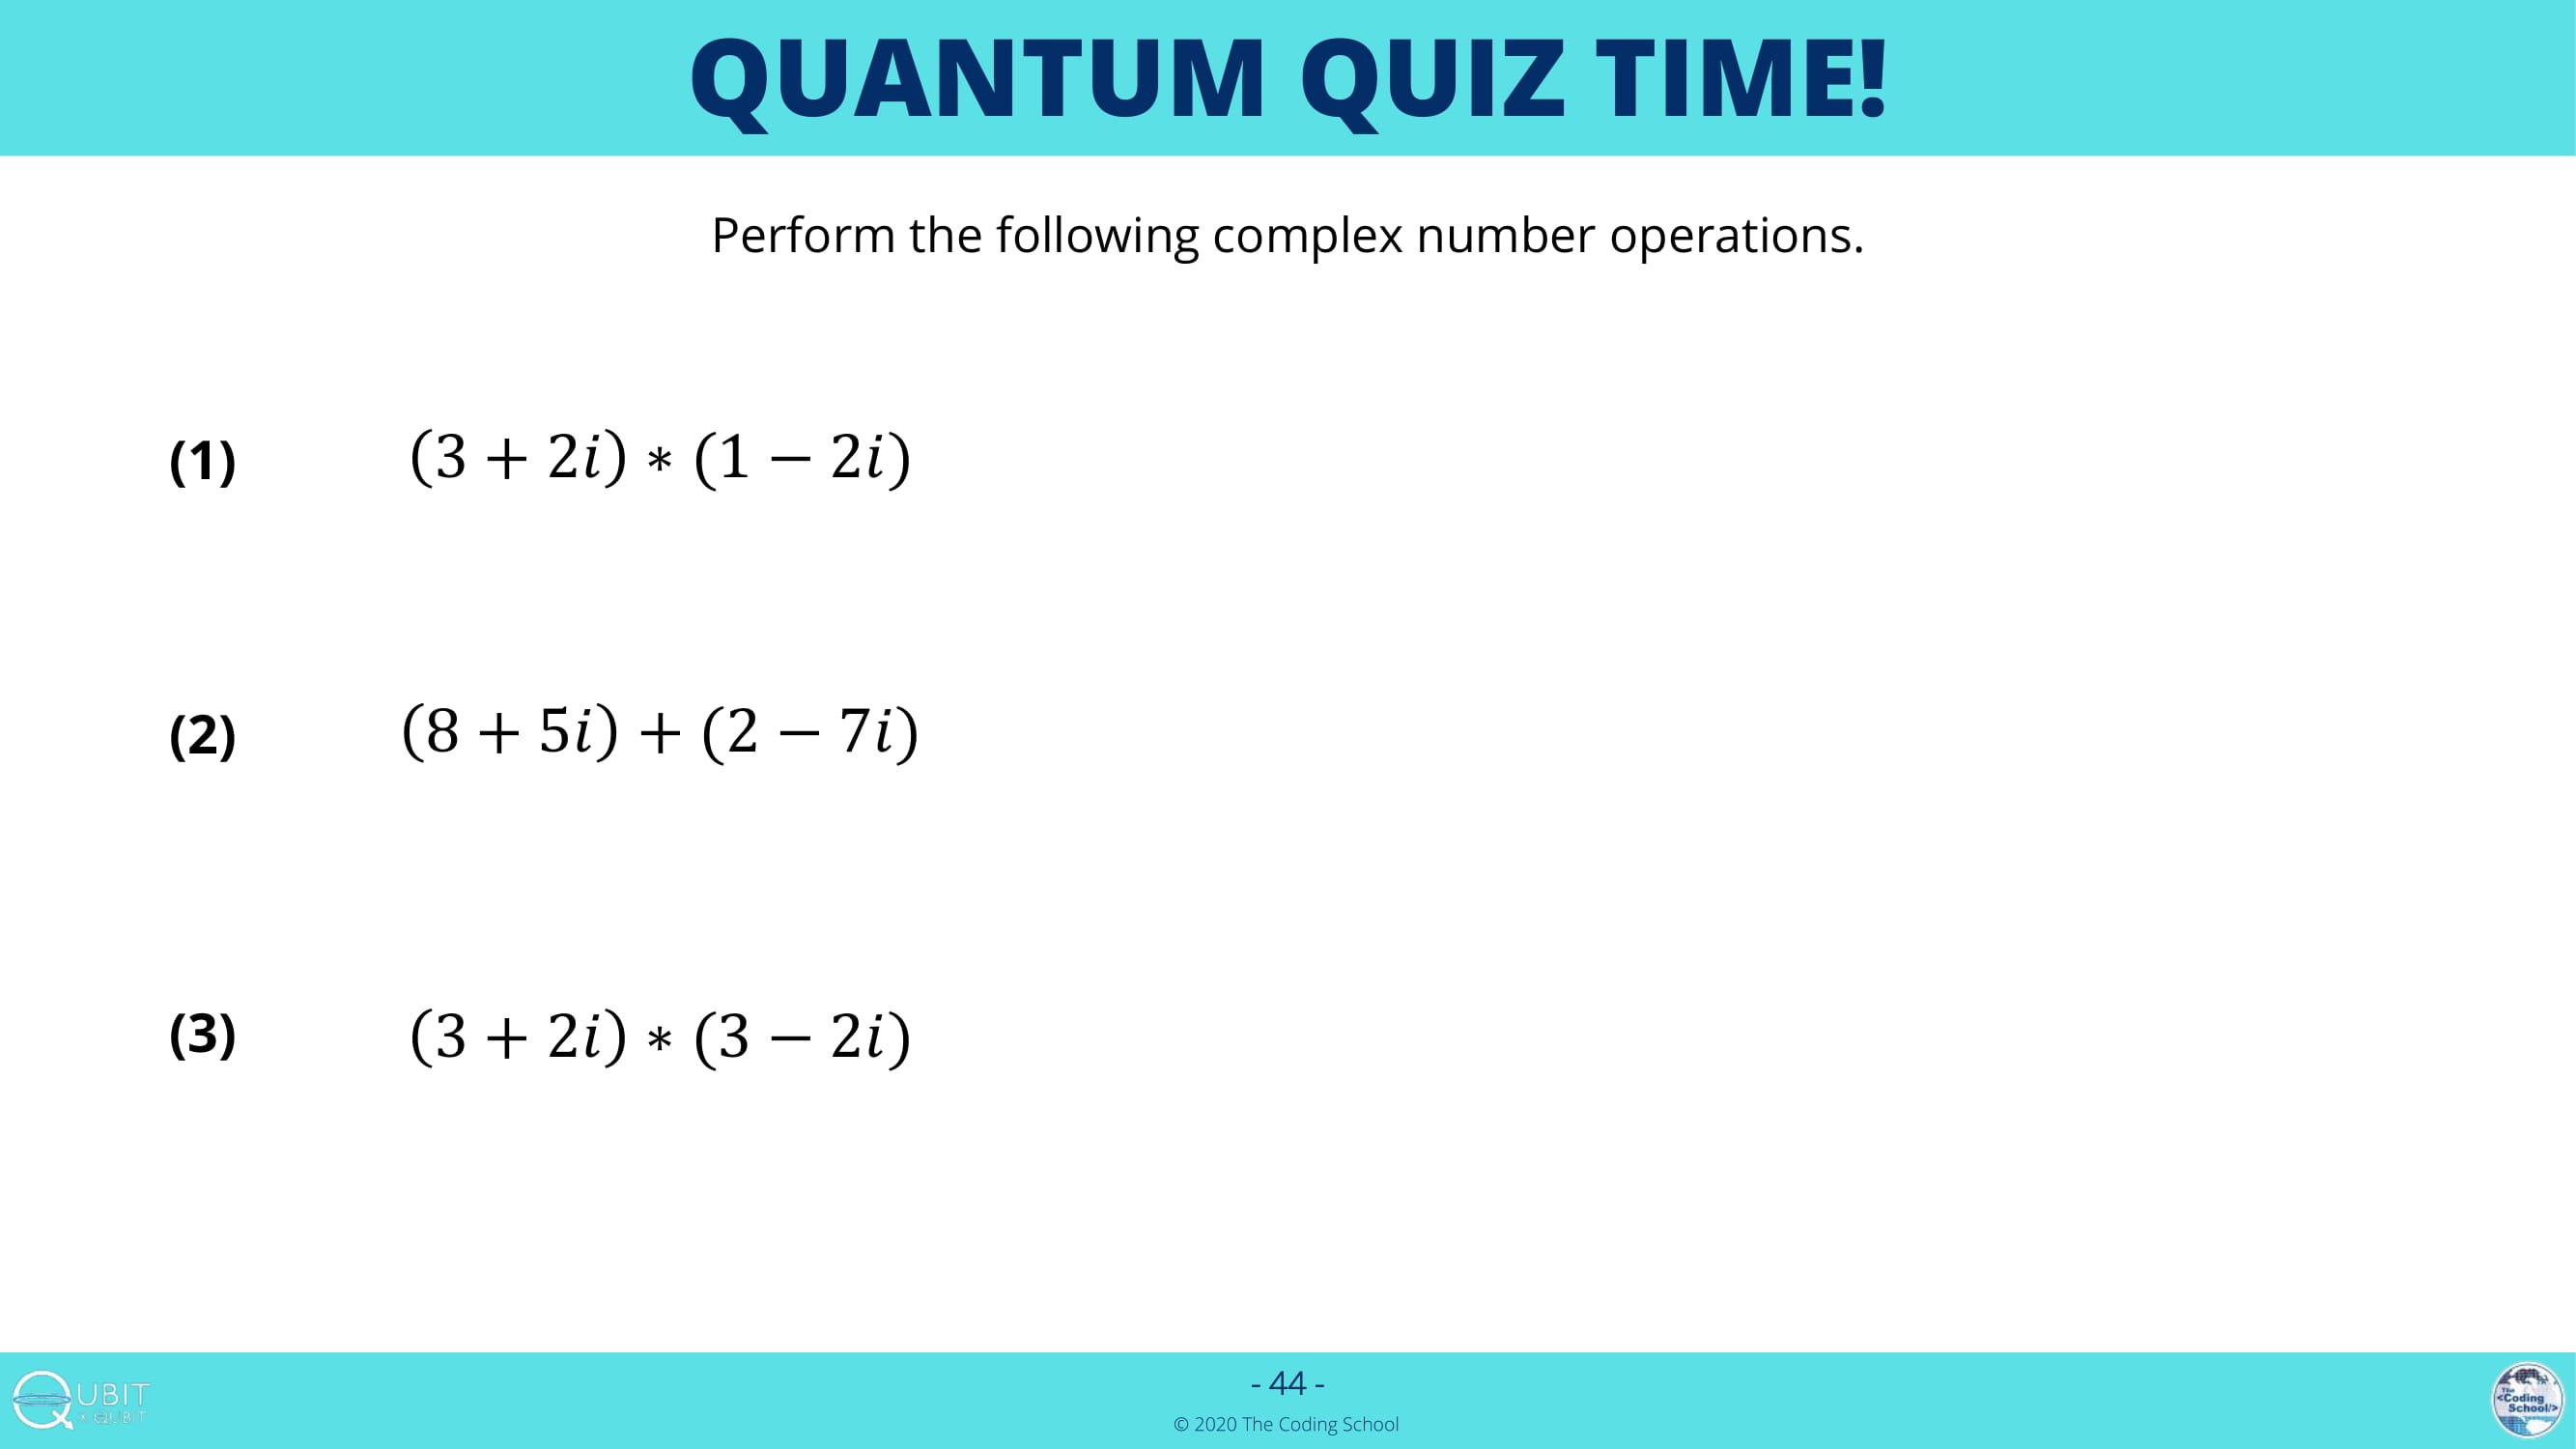 QUANTUM QUIZ TIME!
Perform the following complex number operations.
(1) (3 + 2i) ∗ (1 − 2i)
(2) (8 + 5i) + (2 − 7i)
(3) (3 + 2i) ∗ (3 − 2i)
QUBIT
X QUBIT
- 44 -
© 2020 The Coding School
The
<Coding
School/>